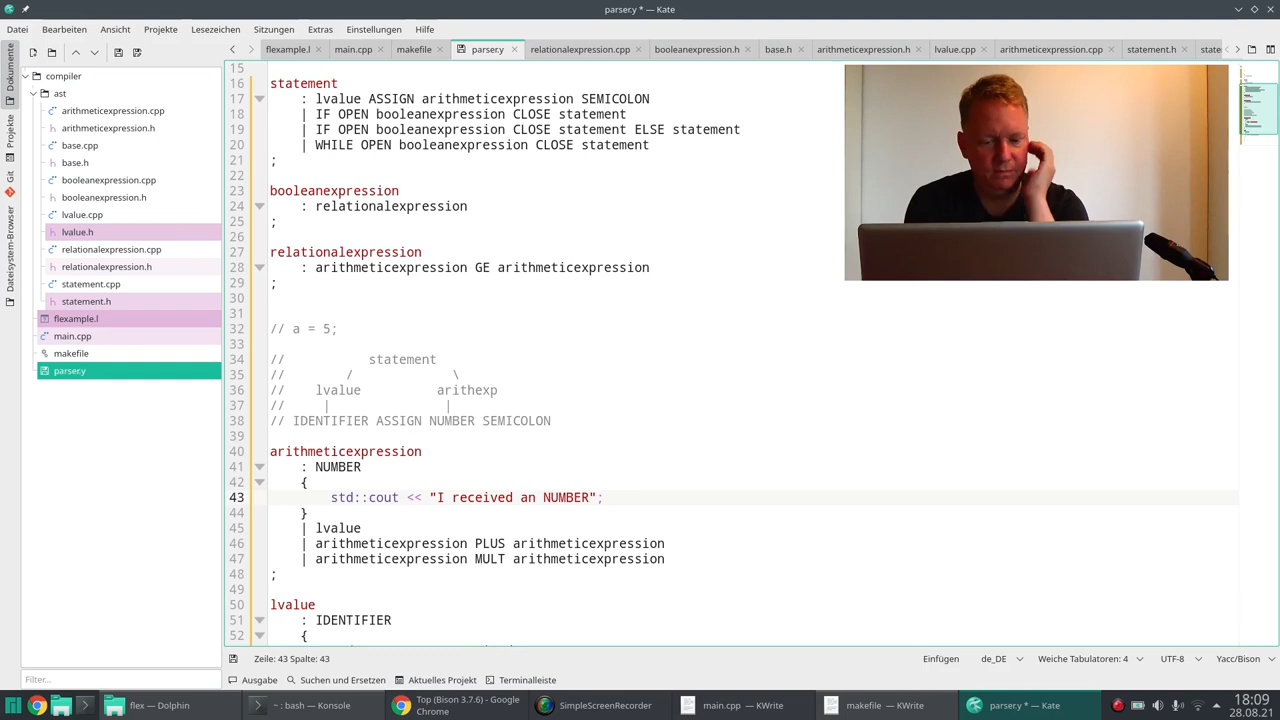 parser.y * — Kate
Datei Bearbeiten Ansicht Projekte Lesezeichen Sitzungen Extras Einstellungen Hilfe
flexample.l main.cpp makefile parser.y relationalexpression.cpp booleanexpression.h base.h arithmeticexpression.h lvalue.cpp arithmeticexpression.cpp statement.h
Dokumente
Projekte
Git
Dateisystem-Browser
compiler
ast
arithmeticexpression.cpp
arithmeticexpression.h
base.cpp
base.h
booleanexpression.cpp
booleanexpression.h
lvalue.cpp
lvalue.h
relationalexpression.cpp
relationalexpression.h
statement.cpp
statement.h
flexample.l
main.cpp
makefile
parser.y
Filter...
15
16 statement
17 : lvalue ASSIGN arithmeticexpression SEMICOLON
18 | IF OPEN booleanexpression CLOSE statement
19 | IF OPEN booleanexpression CLOSE statement ELSE statement
20 | WHILE OPEN booleanexpression CLOSE statement
21 ;
22
23 booleanexpression
24 : relationalexpression
25 ;
26
27 relationalexpression
28 : arithmeticexpression GE arithmeticexpression
29 ;
30
31
32 // a = 5;
33
34 // statement
35 // / \
36 // lvalue arithexp
37 // | |
38 // IDENTIFIER ASSIGN NUMBER SEMICOLON
39
40 arithmeticexpression
41 : NUMBER
42 {
43 std::cout << "I received an NUMBER";
44 }
45 | lvalue
46 | arithmeticexpression PLUS arithmeticexpression
47 | arithmeticexpression MULT arithmeticexpression
48 ;
49
50 lvalue
51 : IDENTIFIER
52 {
Zeile: 43 Spalte: 43 Einfügen de_DE Weiche Tabulatoren: 4 UTF-8 Yacc/Bison
Ausgabe Suchen und Ersetzen Aktuelles Projekt Terminalleiste
flex — Dolphin ~ : bash — Konsole Top (Bison 3.7.6) - Google Chrome SimpleScreenRecorder main.cpp — KWrite makefile — KWrite parser.y * — Kate
18:09
28.08.21